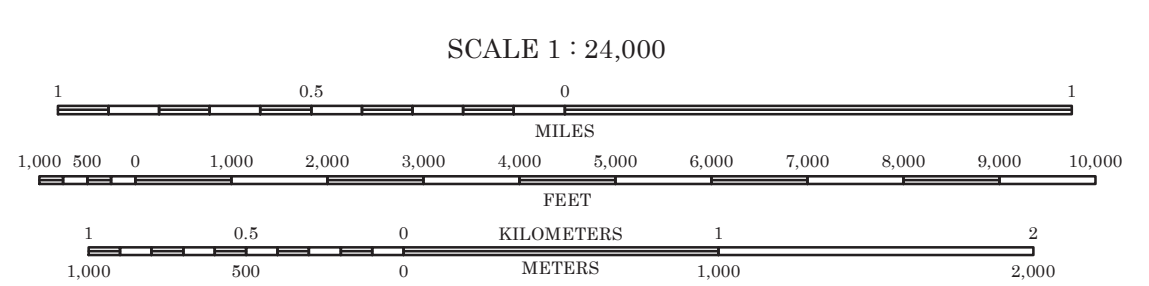 SCALE 1 : 24,000
1 0.5 0 1
MILES
1,000 500 0 1,000 2,000 3,000 4,000 5,000 6,000 7,000 8,000 9,000 10,000
FEET
1 0.5 0 KILOMETERS 1 2
1,000 500 0 METERS 1,000 2,000